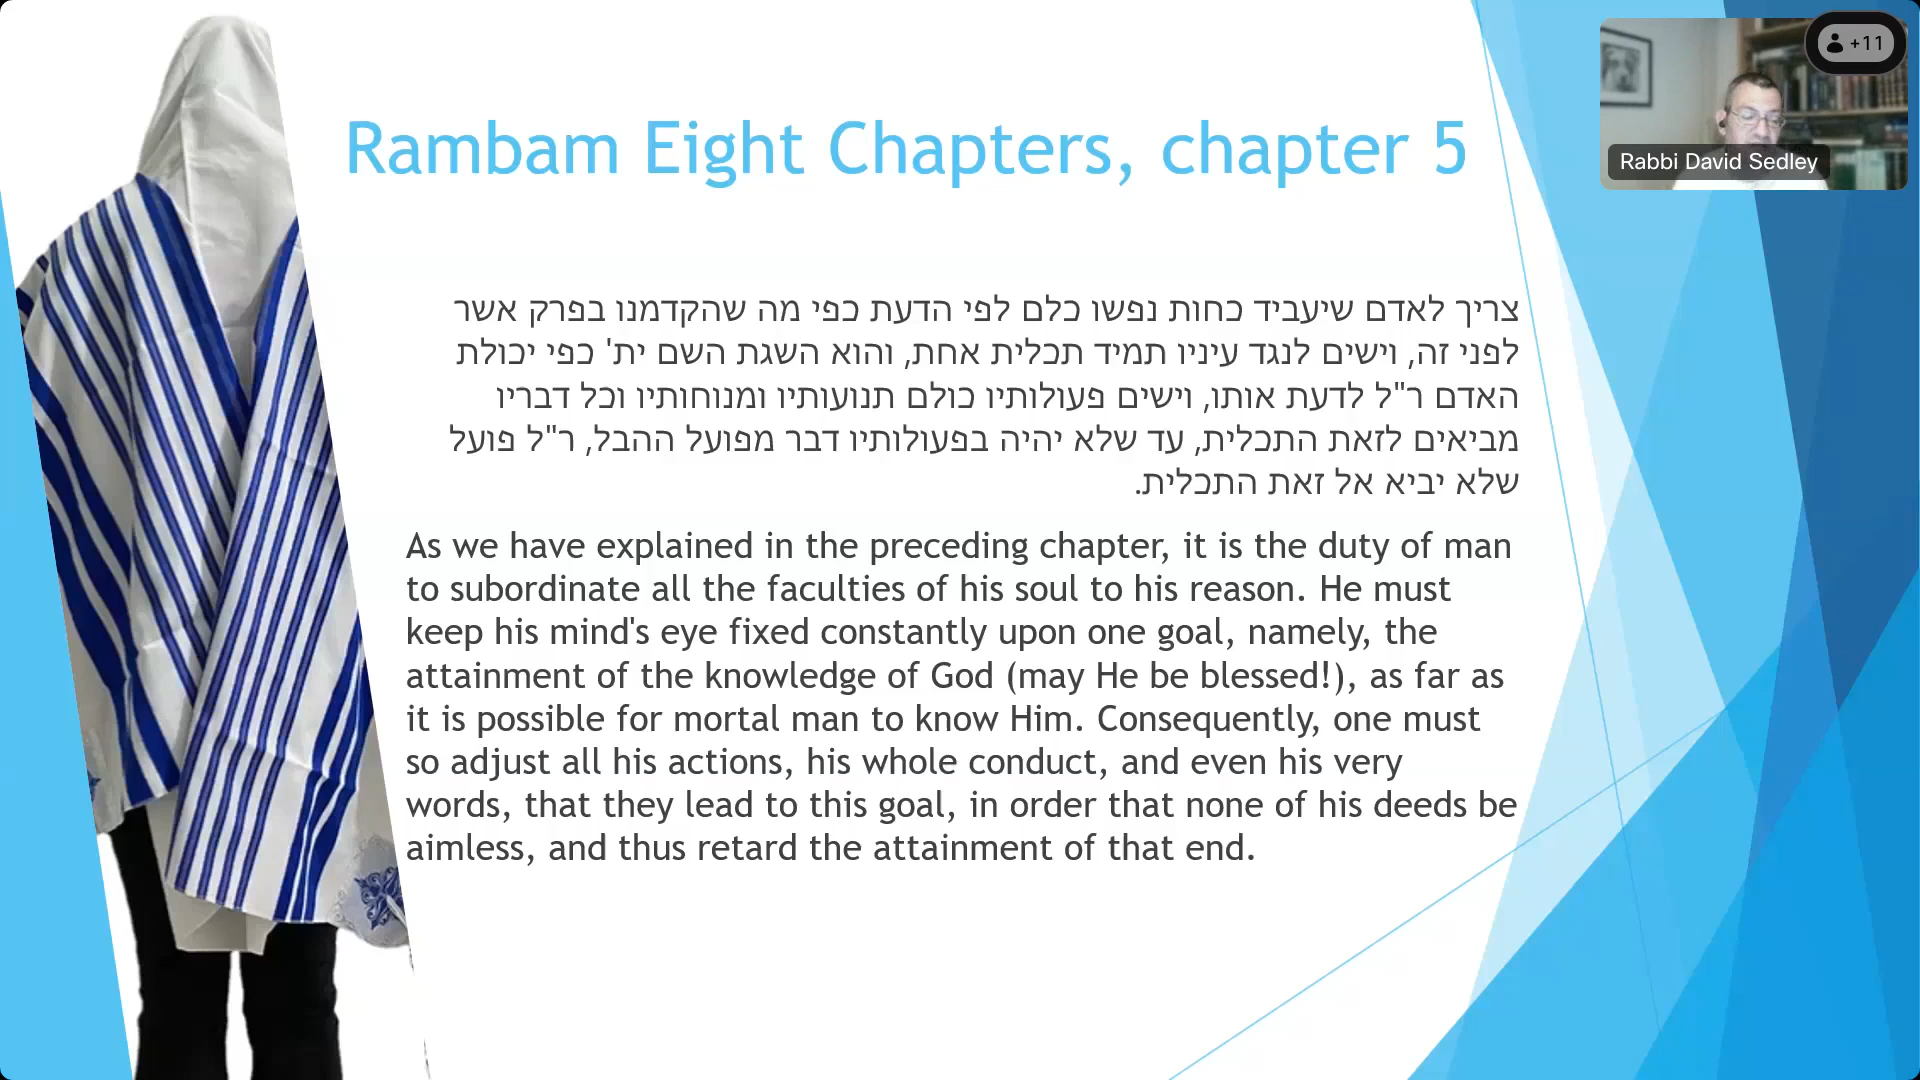 +11
Rabbi David Sedley
Rambam Eight Chapters, chapter 5
צריך לאדם שיעביד כחות נפשו כלם לפי הדעת כפי מה שהקדמנו בפרק אשר
לפני זה, וישים לנגד עיניו תמיד תכלית אחת, והוא השגת השם ית' כפי יכולת
האדם ר"ל לדעת אותו, וישים פעולותיו כולם תנועותיו ומנוחותיו וכל דבריו
מביאים לזאת התכלית, עד שלא יהיה בפעולותיו דבר מפועל ההבל, ר"ל פועל
שלא יביא אל זאת התכלית.
As we have explained in the preceding chapter, it is the duty of man
to subordinate all the faculties of his soul to his reason. He must
keep his mind's eye fixed constantly upon one goal, namely, the
attainment of the knowledge of God (may He be blessed!), as far as
it is possible for mortal man to know Him. Consequently, one must
so adjust all his actions, his whole conduct, and even his very
words, that they lead to this goal, in order that none of his deeds be
aimless, and thus retard the attainment of that end.